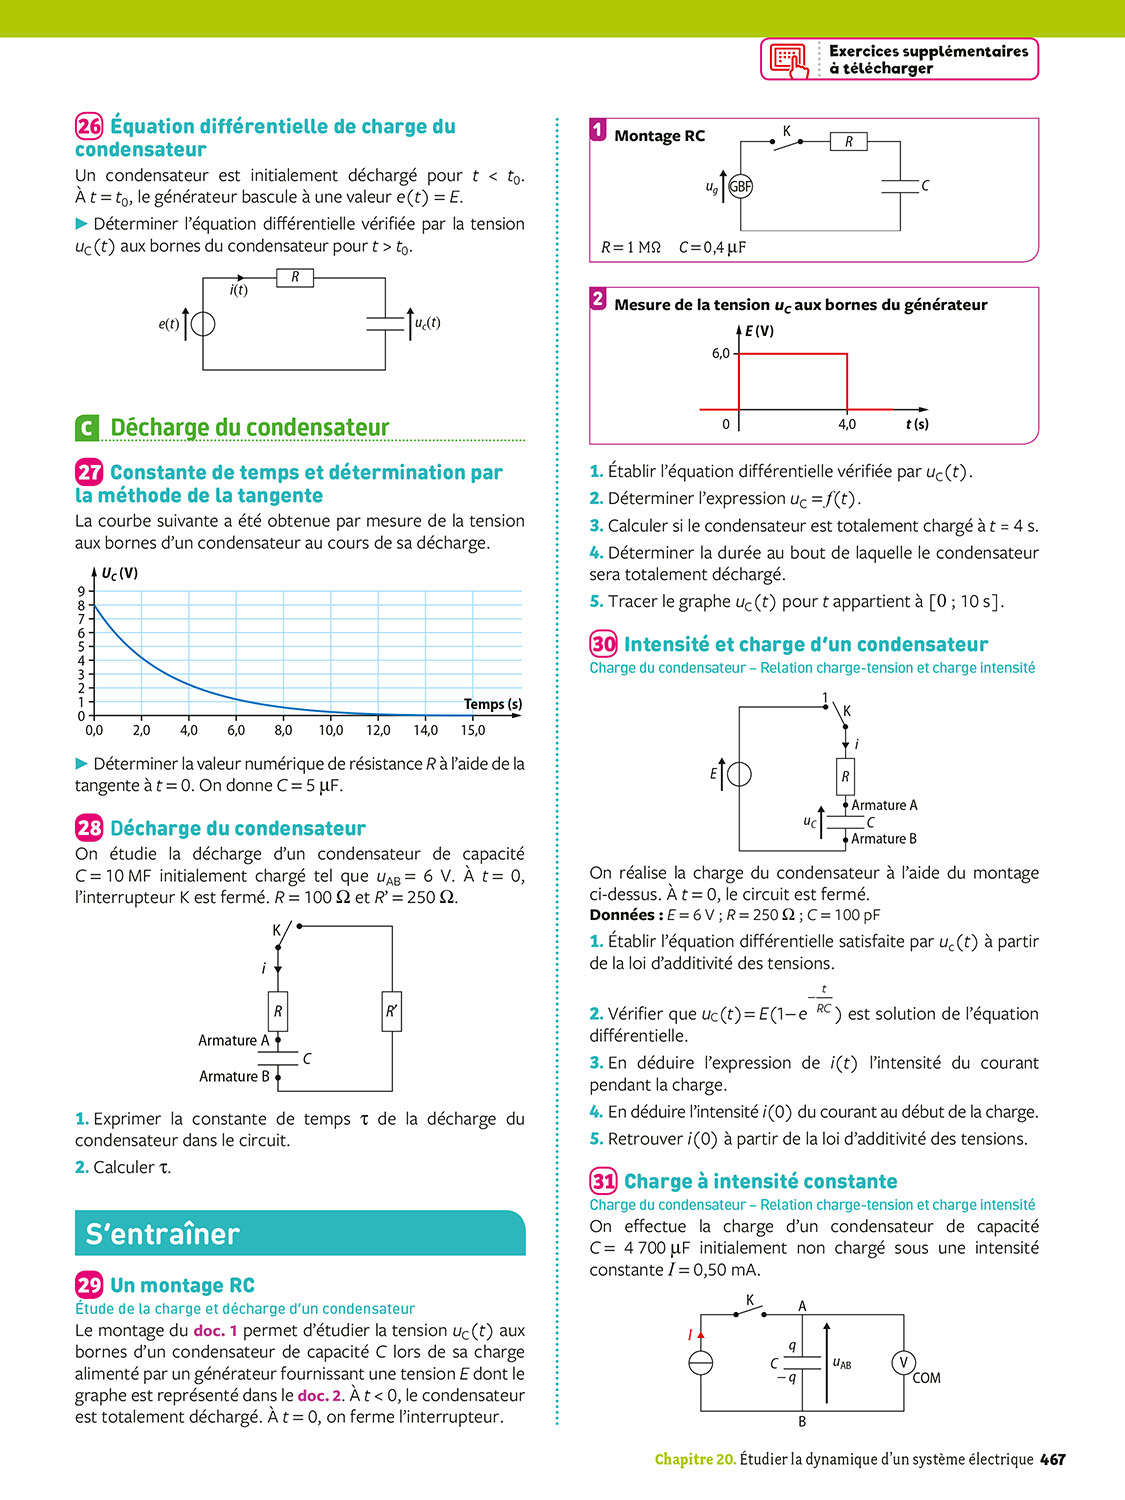 Exercices supplémentaires
à télécharger
26 Équation différentielle de charge du
condensateur
Un condensateur est initialement déchargé pour t < t₀.
À t = t₀, le générateur bascule à une valeur e(t) = E.
▶ Déterminer l'équation différentielle vérifiée par la tension
u_C(t) aux bornes du condensateur pour t > t₀.
R
i(t)
e(t)
u_c(t)
C Décharge du condensateur
27 Constante de temps et détermination par
la méthode de la tangente
La courbe suivante a été obtenue par mesure de la tension
aux bornes d'un condensateur au cours de sa décharge.
U_C (V)
9
8
7
6
5
4
3
2
1
0
Temps (s)
0,0 2,0 4,0 6,0 8,0 10,0 12,0 14,0 15,0
▶ Déterminer la valeur numérique de résistance R à l'aide de la
tangente à t = 0. On donne C = 5 µF.
28 Décharge du condensateur
On étudie la décharge d'un condensateur de capacité
C = 10 MF initialement chargé tel que u_AB = 6 V. À t = 0,
l'interrupteur K est fermé. R = 100 Ω et R' = 250 Ω.
K
i
R
R'
Armature A
C
Armature B
1. Exprimer la constante de temps τ de la décharge du
condensateur dans le circuit.
2. Calculer τ.
S'entraîner
29 Un montage RC
Étude de la charge et décharge d'un condensateur
Le montage du doc. 1 permet d'étudier la tension u_C(t) aux
bornes d'un condensateur de capacité C lors de sa charge
alimenté par un générateur fournissant une tension E dont le
graphe est représenté dans le doc. 2. À t < 0, le condensateur
est totalement déchargé. À t = 0, on ferme l'interrupteur.
1 Montage RC
K
R
u_g
GBF
C
R = 1 MΩ C = 0,4 µF
2 Mesure de la tension u_C aux bornes du générateur
E (V)
6,0
0
4,0
t (s)
1. Établir l'équation différentielle vérifiée par u_C(t).
2. Déterminer l'expression u_C = f(t).
3. Calculer si le condensateur est totalement chargé à t = 4 s.
4. Déterminer la durée au bout de laquelle le condensateur
sera totalement déchargé.
5. Tracer le graphe u_C(t) pour t appartient à [0 ; 10 s].
30 Intensité et charge d'un condensateur
Charge du condensateur – Relation charge-tension et charge intensité
1
K
i
E
R
Armature A
u_C
C
Armature B
On réalise la charge du condensateur à l'aide du montage
ci-dessus. À t = 0, le circuit est fermé.
Données : E = 6 V ; R = 250 Ω ; C = 100 pF
1. Établir l'équation différentielle satisfaite par u_c(t) à partir
de la loi d'additivité des tensions.
2. Vérifier que u_C(t) = E(1 – e^(–t/RC)) est solution de l'équation
différentielle.
3. En déduire l'expression de i(t) l'intensité du courant
pendant la charge.
4. En déduire l'intensité i(0) du courant au début de la charge.
5. Retrouver i(0) à partir de la loi d'additivité des tensions.
31 Charge à intensité constante
Charge du condensateur – Relation charge-tension et charge intensité
On effectue la charge d'un condensateur de capacité
C = 4 700 µF initialement non chargé sous une intensité
constante I = 0,50 mA.
K
A
I
q
C
–q
u_AB
V
COM
B
Chapitre 20. Étudier la dynamique d'un système électrique 467